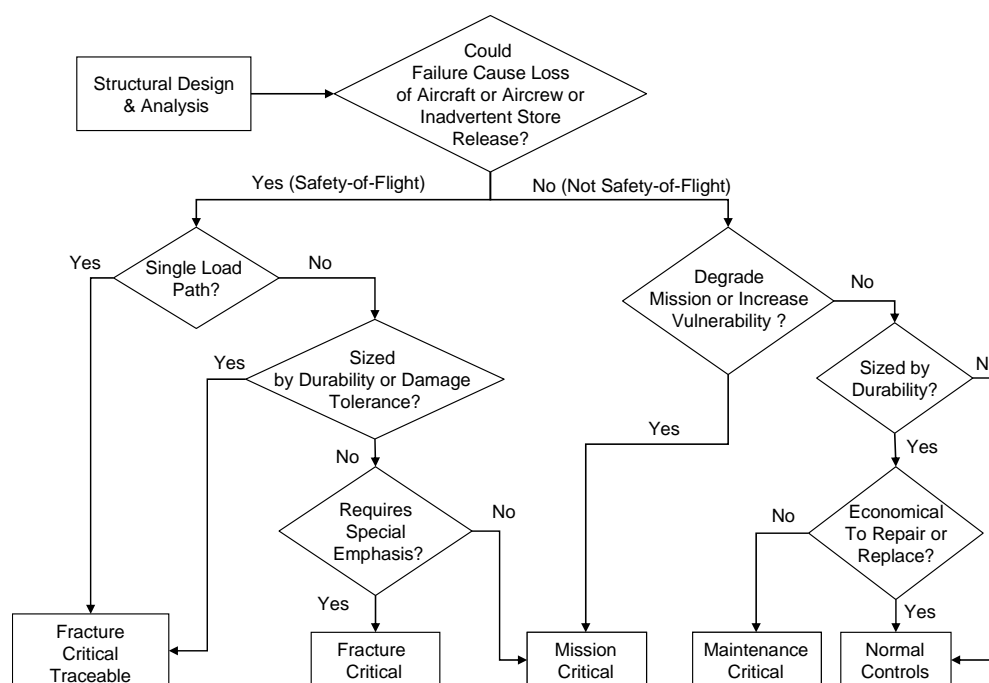 Structural Design
& Analysis
Could
Failure Cause Loss
of Aircraft or Aircrew or
Inadvertent Store
Release?
Yes (Safety-of-Flight)
No (Not Safety-of-Flight)
Yes
Single Load
Path?
No
Degrade
Mission or Increase
Vulnerability ?
No
Yes
Sized
by Durability or Damage
Tolerance?
Sized by
Durability?
Yes
Yes
No
Requires
Special
Emphasis?
No
No
Economical
To Repair or
Replace?
Yes
Yes
Fracture
Critical
Traceable
Fracture
Critical
Mission
Critical
Maintenance
Critical
Normal
Controls